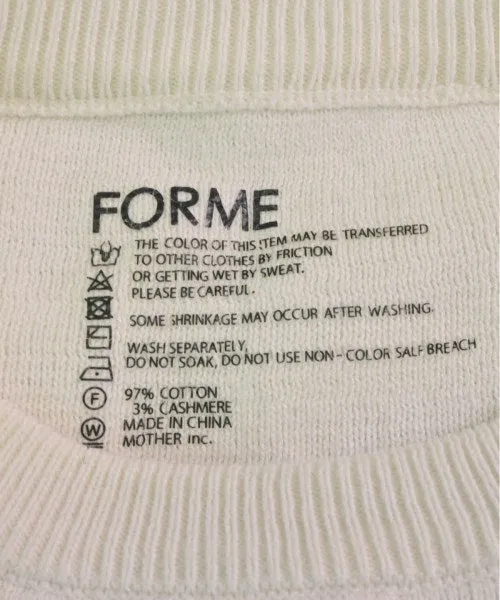 FORME
THE COLOR OF THIS ITEM MAY BE TRANSFERRED
TO OTHER CLOTHES BY FRICTION
OR GETTING WET BY SWEAT.
PLEASE BE CAREFUL.
SOME SHRINKAGE MAY OCCUR AFTER WASHING.
WASH SEPARATELY,
DO NOT SOAK, DO NOT USE NON-COLOR SALF BREACH
F
97% COTTON
3% CASHMERE
W
MADE IN CHINA
MOTHER inc.